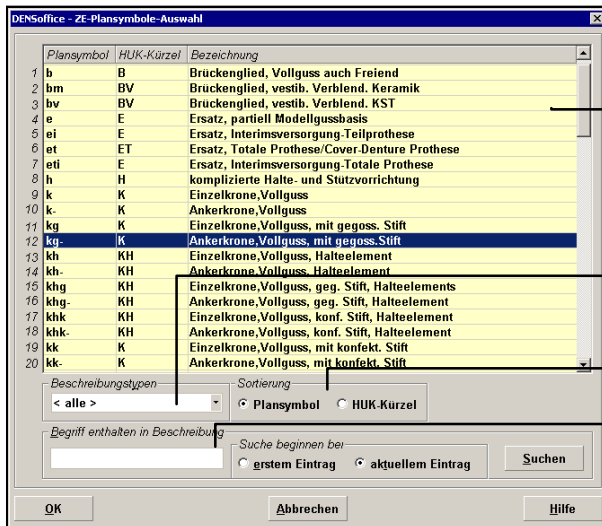 DENSoffice - ZE-Plansymbole-Auswahl
Plansymbol HUK-Kürzel Bezeichnung
1 b B Brückenglied, Vollguss auch Freiend
2 bm BV Brückenglied, vestib. Verblend. Keramik
3 bv BV Brückenglied, vestib. Verblend. KST
4 e E Ersatz, partiell Modellgussbasis
5 ei E Ersatz, Interimsversorgung-Teilprothese
6 et ET Ersatz, Totale Prothese/Cover-Denture Prothese
7 eti E Ersatz, Interimsversorgung-Totale Prothese
8 h H komplizierte Halte- und Stützvorrichtung
9 k K Einzelkrone,Vollguss
10 k- K Ankerkrone,Vollguss
11 kg K Einzelkrone,Vollguss, mit gegoss. Stift
12 kg- K Ankerkrone,Vollguss, mit gegoss.Stift
13 kh KH Einzelkrone,Vollguss, Halteelement
14 kh- KH Ankerkrone,Vollguss, Halteelement
15 khg KH Einzelkrone,Vollguss, geg. Stift, Halteelements
16 khg- KH Ankerkrone,Vollguss, geg. Stift, Halteelement
17 khk KH Einzelkrone,Vollguss, konf. Stift, Halteelement
18 khk- KH Ankerkrone,Vollguss, konf. Stift, Halteelement
19 kk K Einzelkrone,Vollguss, mit konfekt. Stift
20 kk- K Ankerkrone,Vollguss, mit konfekt. Stift
Beschreibungstypen Sortierung
< alle > Plansymbol HUK-Kürzel
Begriff enthalten in Beschreibung
Suche beginnen bei
erstem Eintrag aktuellem Eintrag Suchen
OK Abbrechen Hilfe